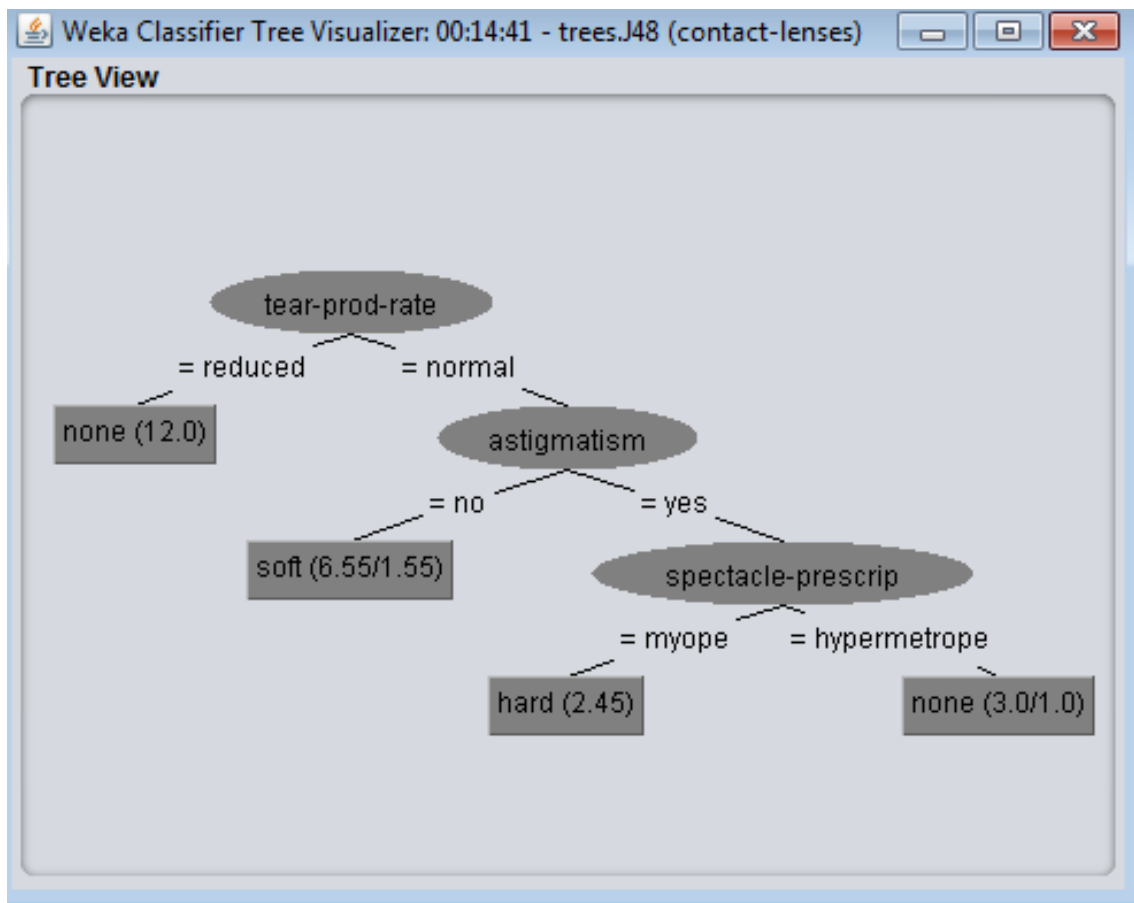 Weka Classifier Tree Visualizer: 00:14:41 - trees.J48 (contact-lenses)
Tree View
tear-prod-rate
= reduced
= normal
none (12.0)
astigmatism
= no
= yes
soft (6.55/1.55)
spectacle-prescrip
= myope
= hypermetrope
hard (2.45)
none (3.0/1.0)